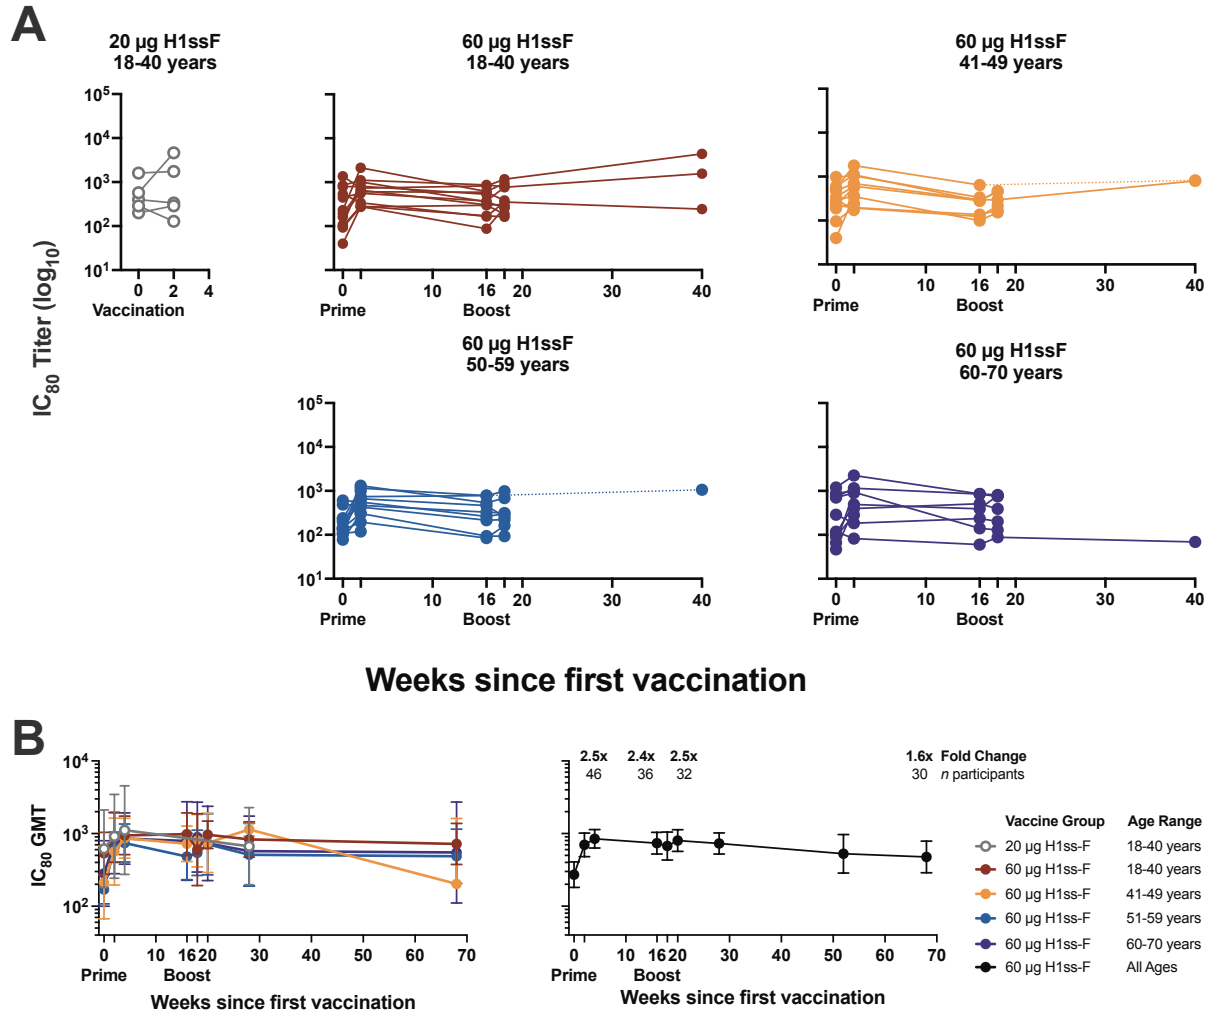 A
20 µg H1ssF
18-40 years
60 µg H1ssF
18-40 years
60 µg H1ssF
41-49 years
IC80 Titer (log10)
10^5
10^4
10^3
10^2
10^1
0 2 4
Vaccination
0 10 16 20 30 40
Prime Boost
0 10 16 20 30 40
Prime Boost
60 µg H1ssF
50-59 years
60 µg H1ssF
60-70 years
10^5
10^4
10^3
10^2
10^1
0 10 16 20 30 40
Prime Boost
0 10 16 20 30 40
Prime Boost
Weeks since first vaccination
B
IC80 GMT
10^4
10^3
10^2
0 10 16 20 30 40 50 60 70
Prime Boost
Weeks since first vaccination
2.5x 2.4x 2.5x 1.6x Fold Change
46 36 32 30 n participants
0 10 16 20 30 40 50 60 70
Prime Boost
Weeks since first vaccination
Vaccine Group Age Range
20 µg H1ss-F 18-40 years
60 µg H1ss-F 18-40 years
60 µg H1ss-F 41-49 years
60 µg H1ss-F 51-59 years
60 µg H1ss-F 60-70 years
60 µg H1ss-F All Ages